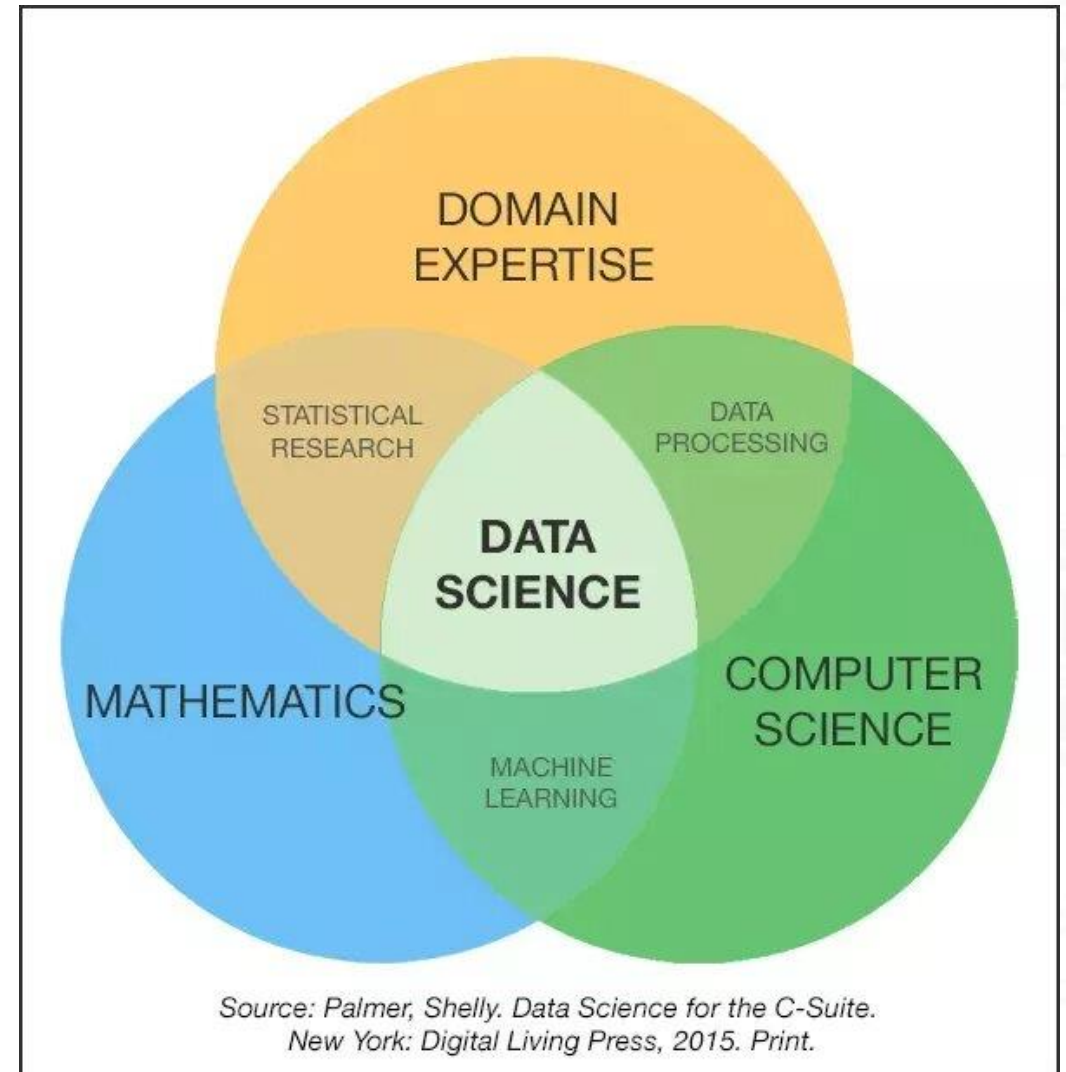 DOMAIN
EXPERTISE
STATISTICAL
RESEARCH
DATA
PROCESSING
DATA
SCIENCE
MATHEMATICS
COMPUTER
SCIENCE
MACHINE
LEARNING
Source: Palmer, Shelly. Data Science for the C-Suite.
New York: Digital Living Press, 2015. Print.